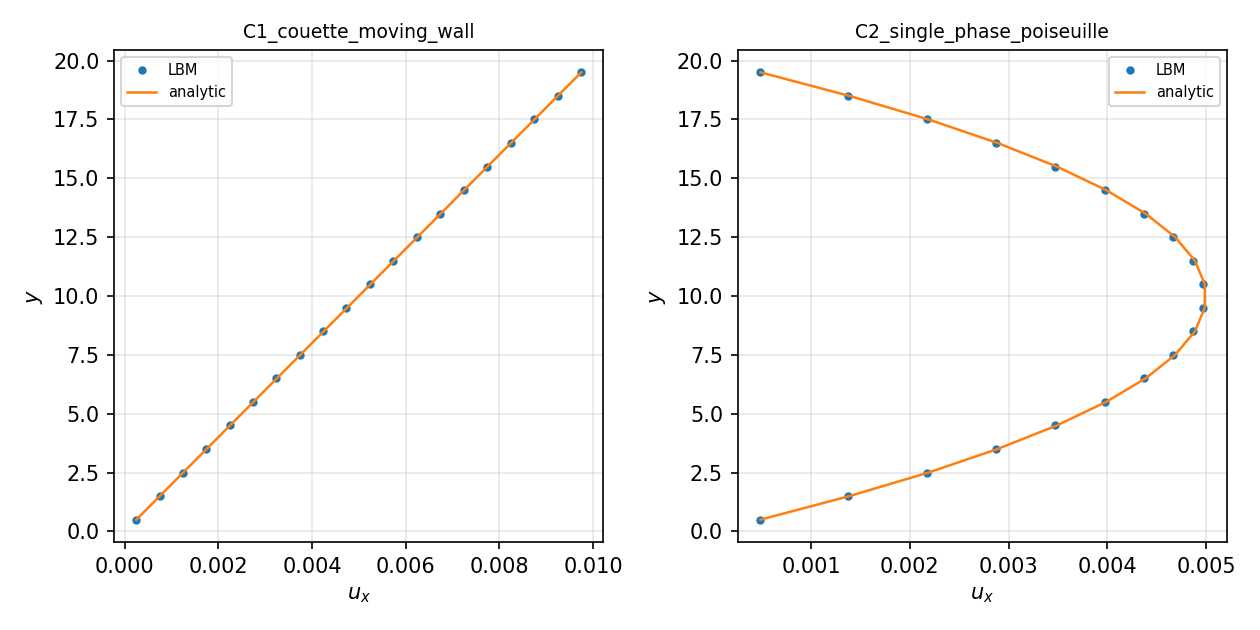 C1_couette_moving_wall
LBM
analytic
y
20.0
17.5
15.0
12.5
10.0
7.5
5.0
2.5
0.0
0.000 0.002 0.004 0.006 0.008 0.010
u_x
C2_single_phase_poiseuille
LBM
analytic
y
20.0
17.5
15.0
12.5
10.0
7.5
5.0
2.5
0.0
0.001 0.002 0.003 0.004 0.005
u_x